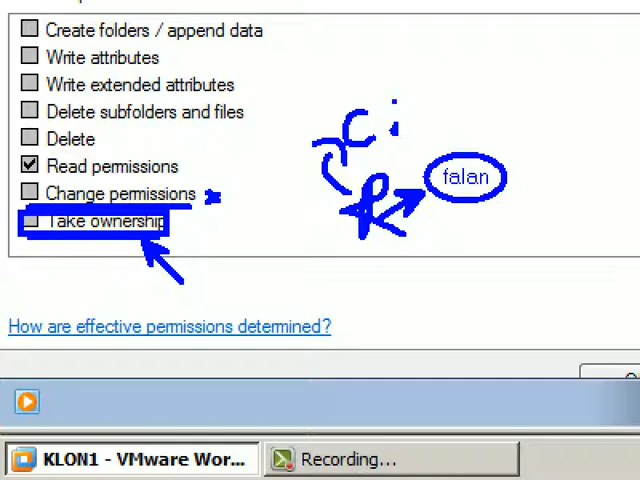 Create folders / append data
Write attributes
Write extended attributes
Delete subfolders and files
Delete
Read permissions
Change permissions
Take ownership
Ci
falan
How are effective permissions determined?
KLON1 - VMware Wor...
Recording...